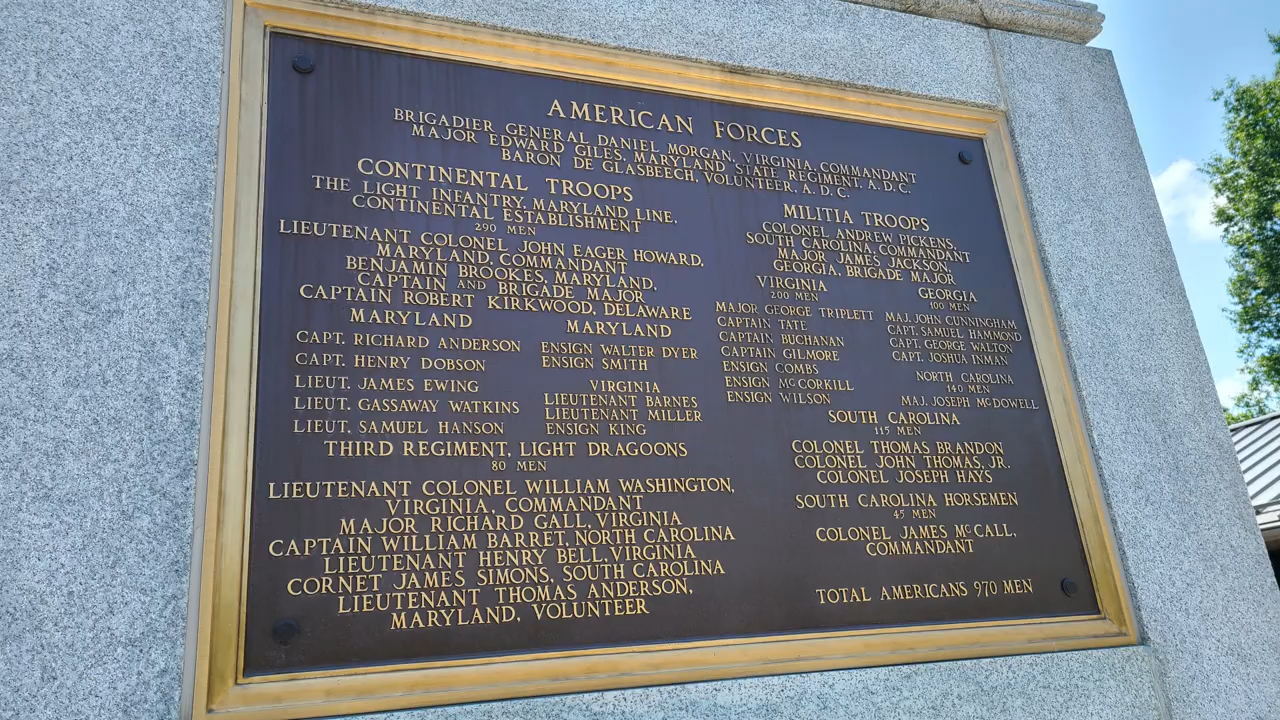 AMERICAN FORCES
BRIGADIER GENERAL DANIEL MORGAN, VIRGINIA, COMMANDANT
MAJOR EDWARD GILES, MARYLAND STATE REGIMENT, A. D. C.
BARON DE GLASBEECH, VOLUNTEER, A. D. C.
CONTINENTAL TROOPS
THE LIGHT INFANTRY, MARYLAND LINE,
CONTINENTAL ESTABLISHMENT
290 MEN
LIEUTENANT COLONEL JOHN EAGER HOWARD,
MARYLAND, COMMANDANT
BENJAMIN BROOKES, MARYLAND,
CAPTAIN AND BRIGADE MAJOR
CAPTAIN ROBERT KIRKWOOD, DELAWARE
MARYLAND
CAPT. RICHARD ANDERSON
CAPT. HENRY DOBSON
LIEUT. JAMES EWING
LIEUT. GASSAWAY WATKINS
LIEUT. SAMUEL HANSON
MARYLAND
ENSIGN WALTER DYER
ENSIGN SMITH
VIRGINIA
LIEUTENANT BARNES
LIEUTENANT MILLER
ENSIGN KING
THIRD REGIMENT, LIGHT DRAGOONS
80 MEN
LIEUTENANT COLONEL WILLIAM WASHINGTON,
VIRGINIA, COMMANDANT
MAJOR RICHARD GALL, VIRGINIA
CAPTAIN WILLIAM BARRET, NORTH CAROLINA
LIEUTENANT HENRY BELL, VIRGINIA
CORNET JAMES SIMONS, SOUTH CAROLINA
LIEUTENANT THOMAS ANDERSON,
MARYLAND, VOLUNTEER
MILITIA TROOPS
COLONEL ANDREW PICKENS,
SOUTH CAROLINA, COMMANDANT
MAJOR JAMES JACKSON,
GEORGIA, BRIGADE MAJOR
VIRGINIA
200 MEN
MAJOR GEORGE TRIPLETT
CAPTAIN TATE
CAPTAIN BUCHANAN
CAPTAIN GILMORE
ENSIGN COMBS
ENSIGN McCORKILL
ENSIGN WILSON
GEORGIA
100 MEN
MAJ. JOHN CUNNINGHAM
CAPT. SAMUEL HAMMOND
CAPT. GEORGE WALTON
CAPT. JOSHUA INMAN
NORTH CAROLINA
140 MEN
MAJ. JOSEPH McDOWELL
SOUTH CAROLINA
115 MEN
COLONEL THOMAS BRANDON
COLONEL JOHN THOMAS, JR.
COLONEL JOSEPH HAYS
SOUTH CAROLINA HORSEMEN
45 MEN
COLONEL JAMES McCALL,
COMMANDANT
TOTAL AMERICANS 970 MEN